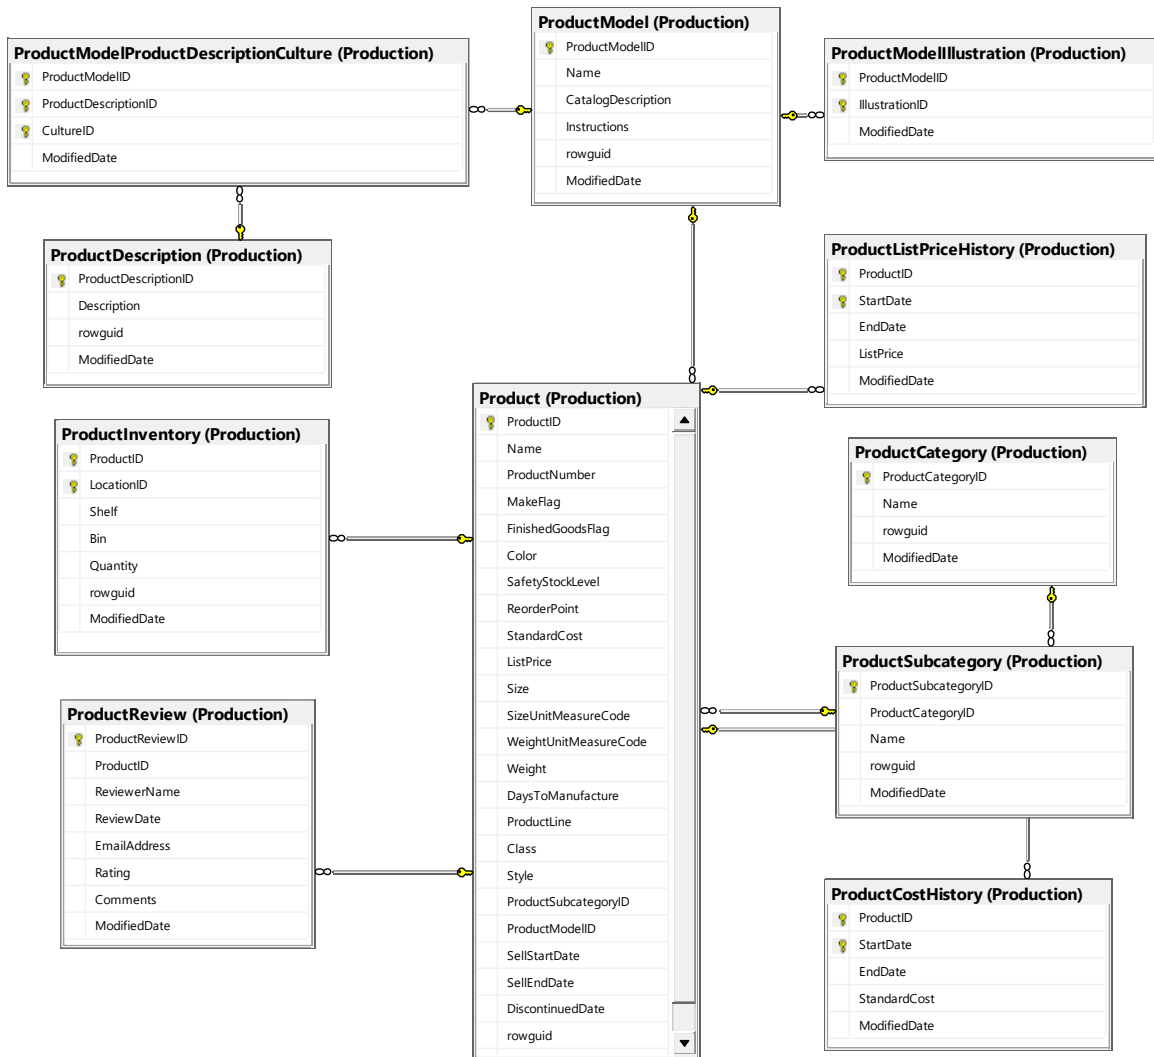 ProductModel (Production)
ProductModelID
Name
CatalogDescription
Instructions
rowguid
ModifiedDate
ProductModelProductDescriptionCulture (Production)
ProductModelID
ProductDescriptionID
CultureID
ModifiedDate
ProductModelIllustration (Production)
ProductModelID
IllustrationID
ModifiedDate
ProductDescription (Production)
ProductDescriptionID
Description
rowguid
ModifiedDate
ProductListPriceHistory (Production)
ProductID
StartDate
EndDate
ListPrice
ModifiedDate
Product (Production)
ProductID
Name
ProductNumber
MakeFlag
FinishedGoodsFlag
Color
SafetyStockLevel
ReorderPoint
StandardCost
ListPrice
Size
SizeUnitMeasureCode
WeightUnitMeasureCode
Weight
DaysToManufacture
ProductLine
Class
Style
ProductSubcategoryID
ProductModelID
SellStartDate
SellEndDate
DiscontinuedDate
rowguid
ProductInventory (Production)
ProductID
LocationID
Shelf
Bin
Quantity
rowguid
ModifiedDate
ProductCategory (Production)
ProductCategoryID
Name
rowguid
ModifiedDate
ProductSubcategory (Production)
ProductSubcategoryID
ProductCategoryID
Name
rowguid
ModifiedDate
ProductReview (Production)
ProductReviewID
ProductID
ReviewerName
ReviewDate
EmailAddress
Rating
Comments
ModifiedDate
ProductCostHistory (Production)
ProductID
StartDate
EndDate
StandardCost
ModifiedDate